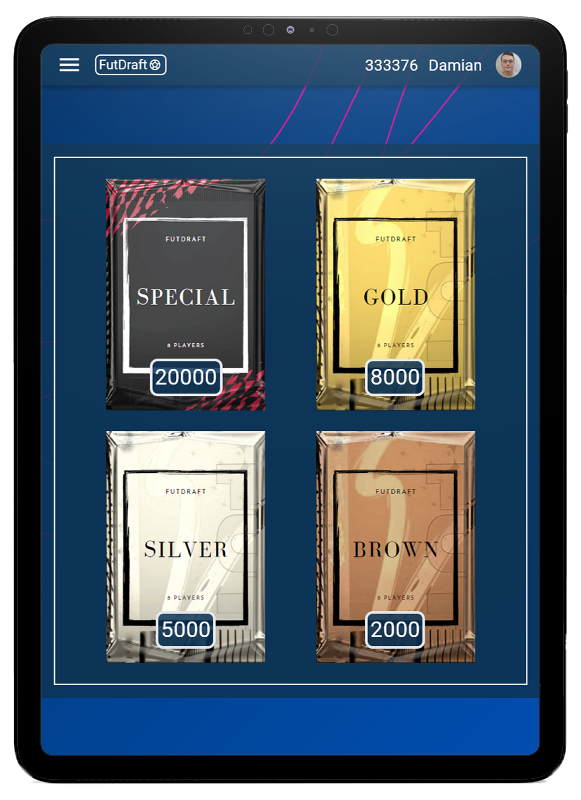 FutDraft
333376 Damian
FUTDRAFT
SPECIAL
8 PLAYERS
20000
FUTDRAFT
GOLD
8 PLAYERS
8000
FUTDRAFT
SILVER
8 PLAYERS
5000
FUTDRAFT
BROWN
8 PLAYERS
2000